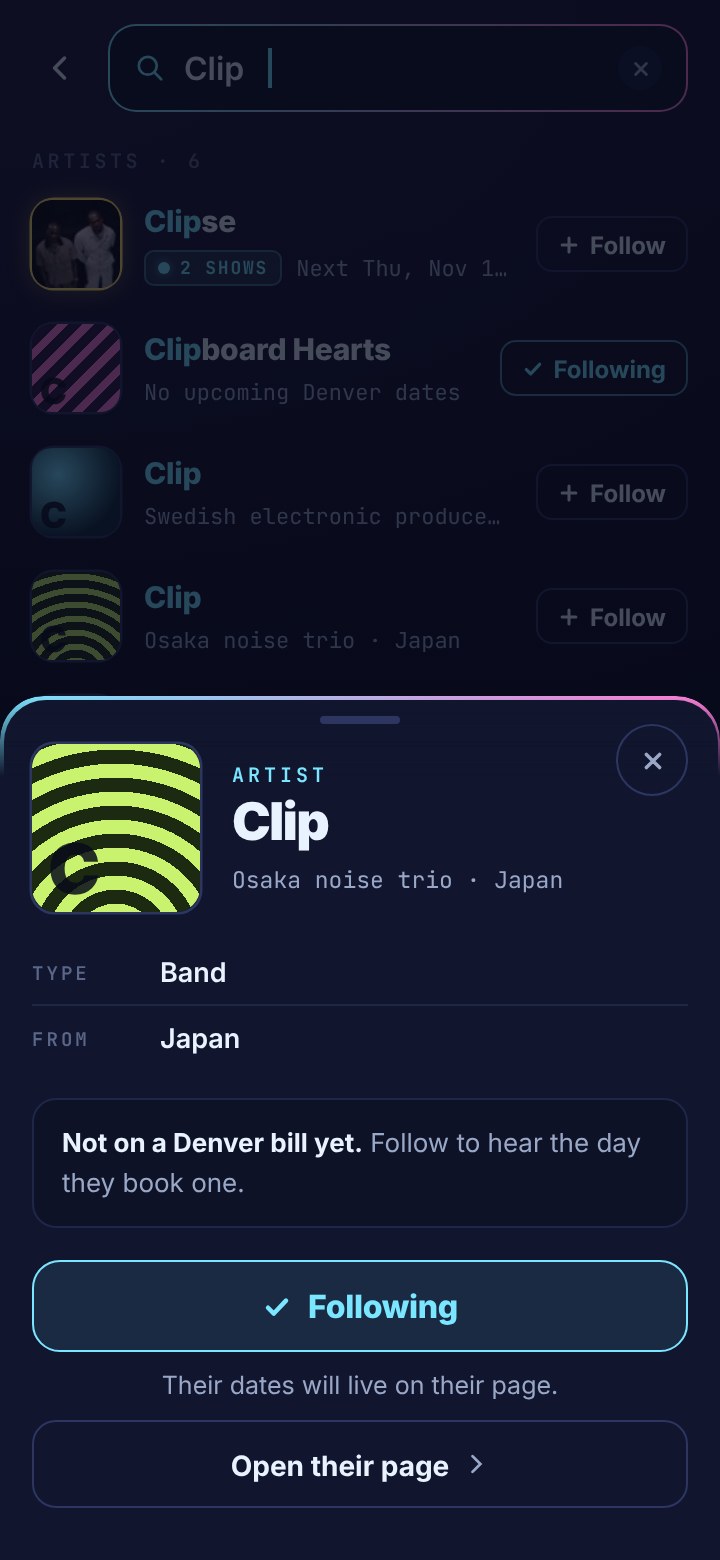 Clip
ARTISTS · 6
Clipse
+ Follow
2 SHOWS Next Thu, Nov 1…
C
Clipboard Hearts
Following
No upcoming Denver dates
C
Clip
+ Follow
Swedish electronic produce…
C
Clip
+ Follow
Osaka noise trio · Japan
C
ARTIST
Clip
Osaka noise trio · Japan
TYPE Band
FROM Japan
Not on a Denver bill yet. Follow to hear the day
they book one.
Following
Their dates will live on their page.
Open their page